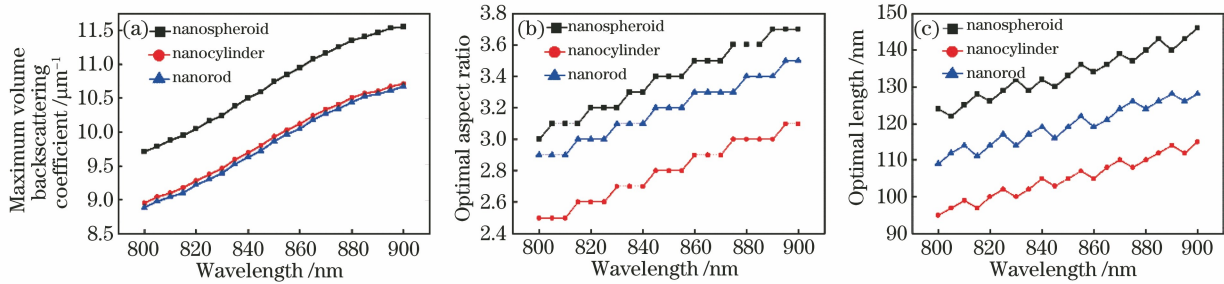 Maximum volume
backscattering
coefficient /μm⁻¹
11.5
11.0
10.5
10.0
9.5
9.0
8.5
(a)
nanospheroid
nanocylinder
nanorod
800 820 840 860 880 900
Wavelength /nm
Optimal aspect ratio
3.8
3.6
3.4
3.2
3.0
2.8
2.6
2.4
(b)
nanospheroid
nanocylinder
nanorod
800 820 840 860 880 900
Wavelength /nm
Optimal length /nm
150
140
130
120
110
100
90
(c)
nanospheroid
nanocylinder
nanorod
800 820 840 860 880 900
Wavelength /nm